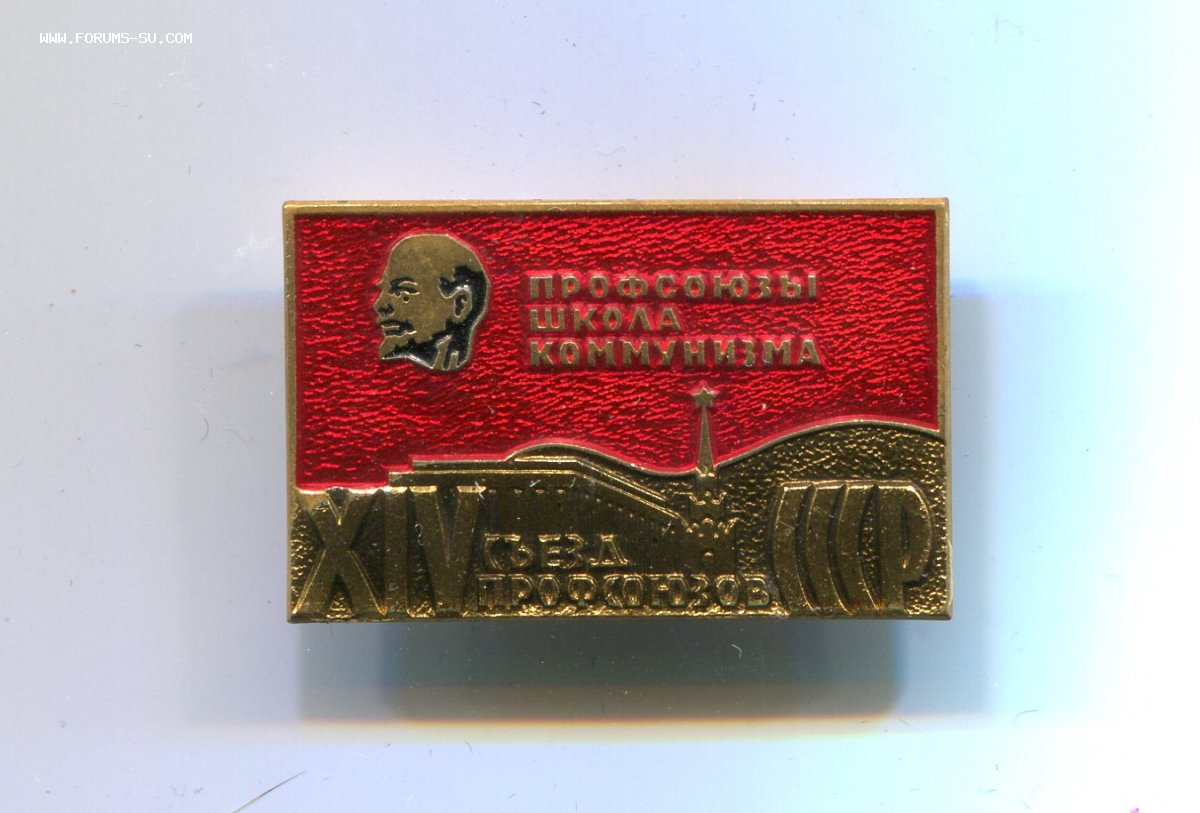 WWW.FORUMS-SU.COM
ПРОФСОЮЗЫ
ШКОЛА
КОММУНИЗМА
XIV СЪЕЗД
ПРОФСОЮЗОВ
СССР